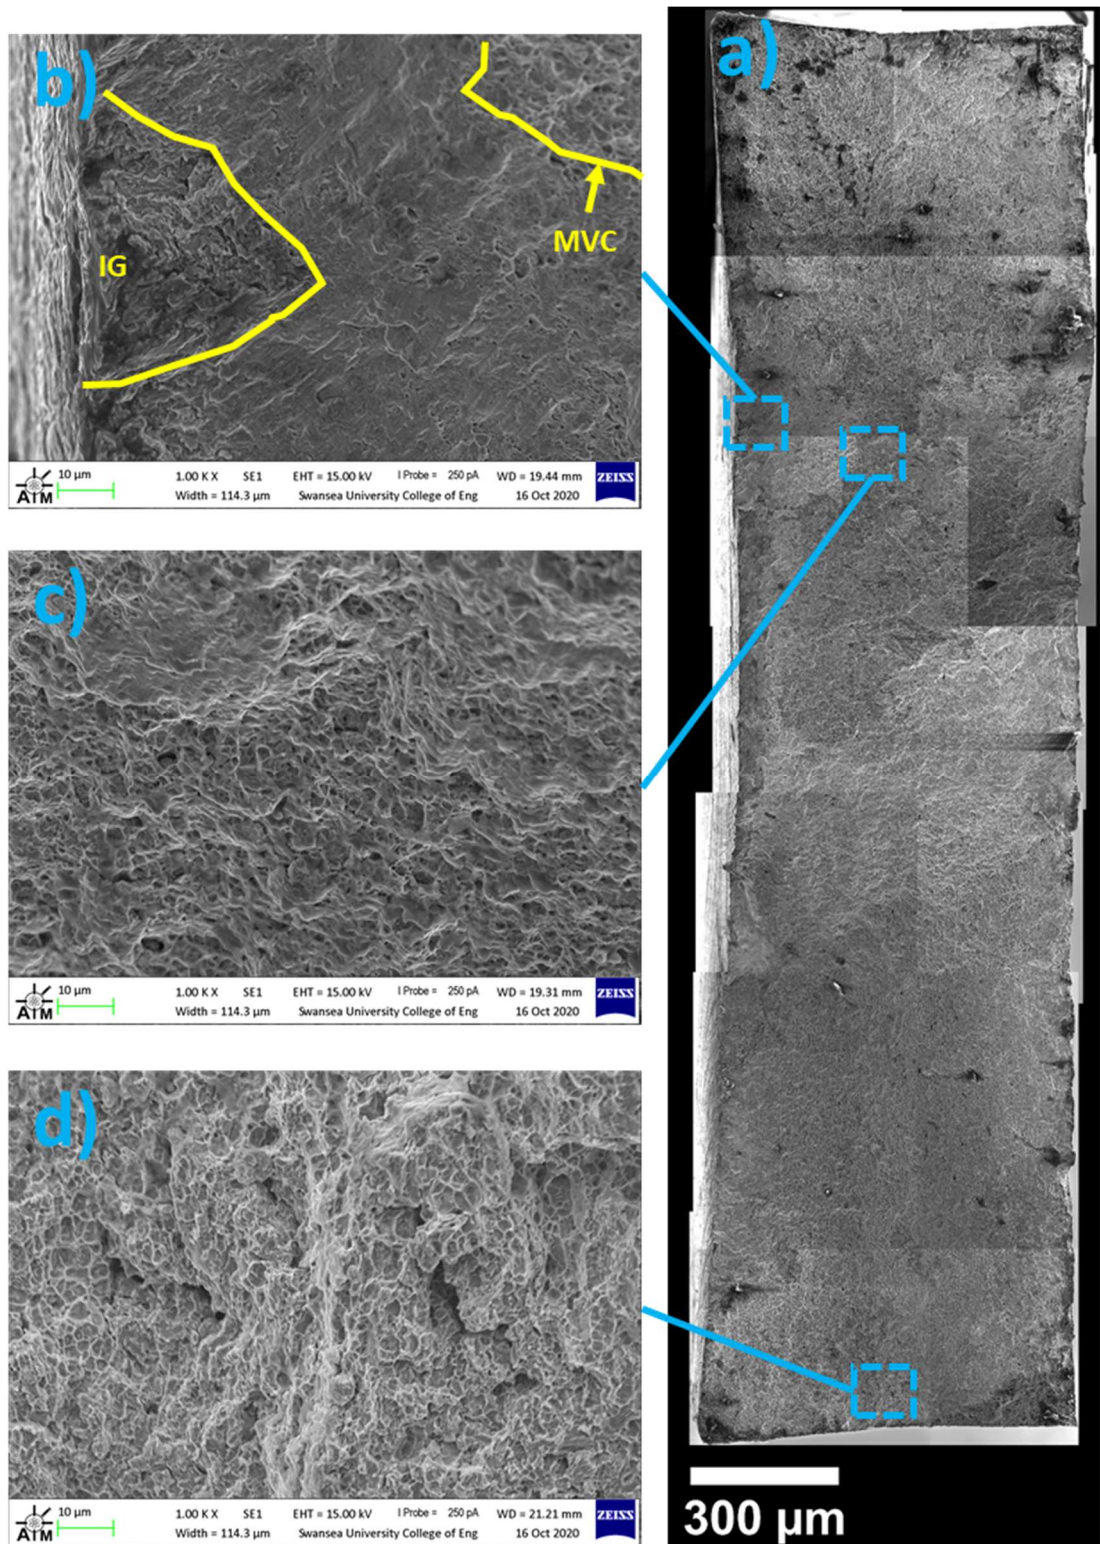 a)
300 µm
b)
IG
MVC
ATM
10 µm
1.00 K X SE1 EHT = 15.00 kV I Probe = 250 pA WD = 19.44 mm
Width = 114.3 µm Swansea University College of Eng 16 Oct 2020
ZEISS
c)
ATM
10 µm
1.00 K X SE1 EHT = 15.00 kV I Probe = 250 pA WD = 19.31 mm
Width = 114.3 µm Swansea University College of Eng 16 Oct 2020
ZEISS
d)
ATM
10 µm
1.00 K X SE1 EHT = 15.00 kV I Probe = 250 pA WD = 21.21 mm
Width = 114.3 µm Swansea University College of Eng 16 Oct 2020
ZEISS